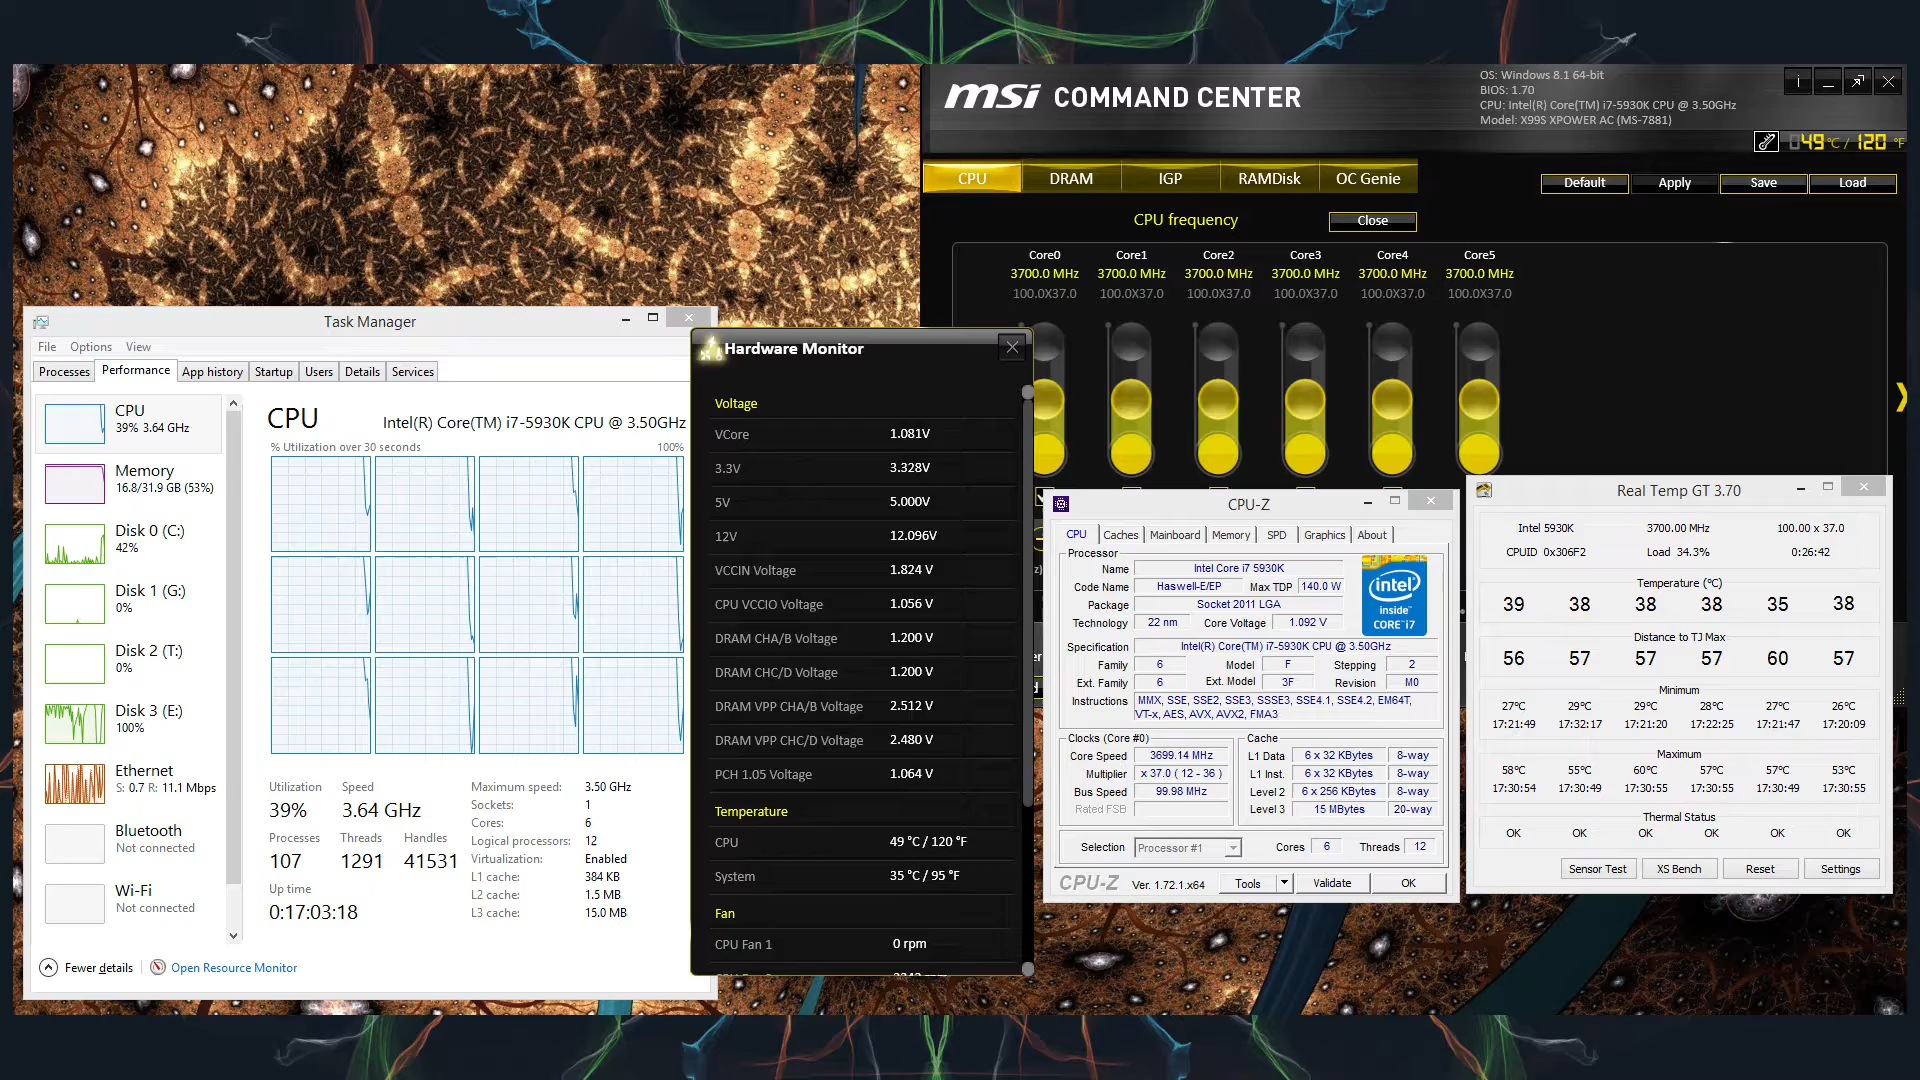 msi COMMAND CENTER
OS: Windows 8.1 64-bit
BIOS: 1.70
CPU: Intel(R) Core(TM) i7-5930K CPU @ 3.50GHz
Model: X99S XPOWER AC (MS-7881)
49 °C / 120 °F
CPU DRAM IGP RAMDisk OC Genie
Default Apply Save Load
CPU frequency Close
Core0 Core1 Core2 Core3 Core4 Core5
3700.0 MHz 3700.0 MHz 3700.0 MHz 3700.0 MHz 3700.0 MHz 3700.0 MHz
100.0X37.0 100.0X37.0 100.0X37.0 100.0X37.0 100.0X37.0 100.0X37.0
Task Manager
File Options View
Processes Performance App history Startup Users Details Services
CPU
39% 3.64 GHz
Memory
16.8/31.9 GB (53%)
Disk 0 (C:)
42%
Disk 1 (G:)
0%
Disk 2 (T:)
0%
Disk 3 (E:)
100%
Ethernet
S: 0.7 R: 11.1 Mbps
Bluetooth
Not connected
Wi-Fi
Not connected
CPU Intel(R) Core(TM) i7-5930K CPU @ 3.50GHz
% Utilization over 30 seconds 100%
Utilization Speed
39% 3.64 GHz
Processes Threads Handles
107 1291 41531
Up time
0:17:03:18
Maximum speed: 3.50 GHz
Sockets: 1
Cores: 6
Logical processors: 12
Virtualization: Enabled
L1 cache: 384 KB
L2 cache: 1.5 MB
L3 cache: 15.0 MB
Fewer details Open Resource Monitor
Hardware Monitor
Voltage
VCore 1.081V
3.3V 3.328V
5V 5.000V
12V 12.096V
VCCIN Voltage 1.824 V
CPU VCCIO Voltage 1.056 V
DRAM CHA/B Voltage 1.200 V
DRAM CHC/D Voltage 1.200 V
DRAM VPP CHA/B Voltage 2.512 V
DRAM VPP CHC/D Voltage 2.480 V
PCH 1.05 Voltage 1.064 V
Temperature
CPU 49 °C / 120 °F
System 35 °C / 95 °F
Fan
CPU Fan 1 0 rpm
CPU-Z
CPU Caches Mainboard Memory SPD Graphics About
Processor
Name Intel Core i7 5930K
Code Name Haswell-E/EP Max TDP 140.0 W
Package Socket 2011 LGA
Technology 22 nm Core Voltage 1.092 V
intel inside™ CORE™ i7
Specification Intel(R) Core(TM) i7-5930K CPU @ 3.50GHz
Family 6 Model F Stepping 2
Ext. Family 6 Ext. Model 3F Revision M0
Instructions MMX, SSE, SSE2, SSE3, SSSE3, SSE4.1, SSE4.2, EM64T,
VT-x, AES, AVX, AVX2, FMA3
Clocks (Core #0) Cache
Core Speed 3699.14 MHz L1 Data 6 x 32 KBytes 8-way
Multiplier x 37.0 ( 12 - 36 ) L1 Inst. 6 x 32 KBytes 8-way
Bus Speed 99.98 MHz Level 2 6 x 256 KBytes 8-way
Rated FSB Level 3 15 MBytes 20-way
Selection Processor #1 Cores 6 Threads 12
CPU-Z Ver. 1.72.1.x64 Tools Validate OK
Real Temp GT 3.70
Intel 5930K 3700.00 MHz 100.00 x 37.0
CPUID 0x306F2 Load 34.3% 0:26:42
Temperature (°C)
39 38 38 38 35 38
Distance to TJ Max
56 57 57 57 60 57
Minimum
27°C 29°C 29°C 28°C 27°C 26°C
17:21:49 17:32:17 17:21:20 17:22:25 17:21:47 17:20:09
Maximum
58°C 55°C 60°C 57°C 57°C 53°C
17:30:54 17:30:49 17:30:55 17:30:55 17:30:49 17:30:55
Thermal Status
OK OK OK OK OK OK
Sensor Test XS Bench Reset Settings